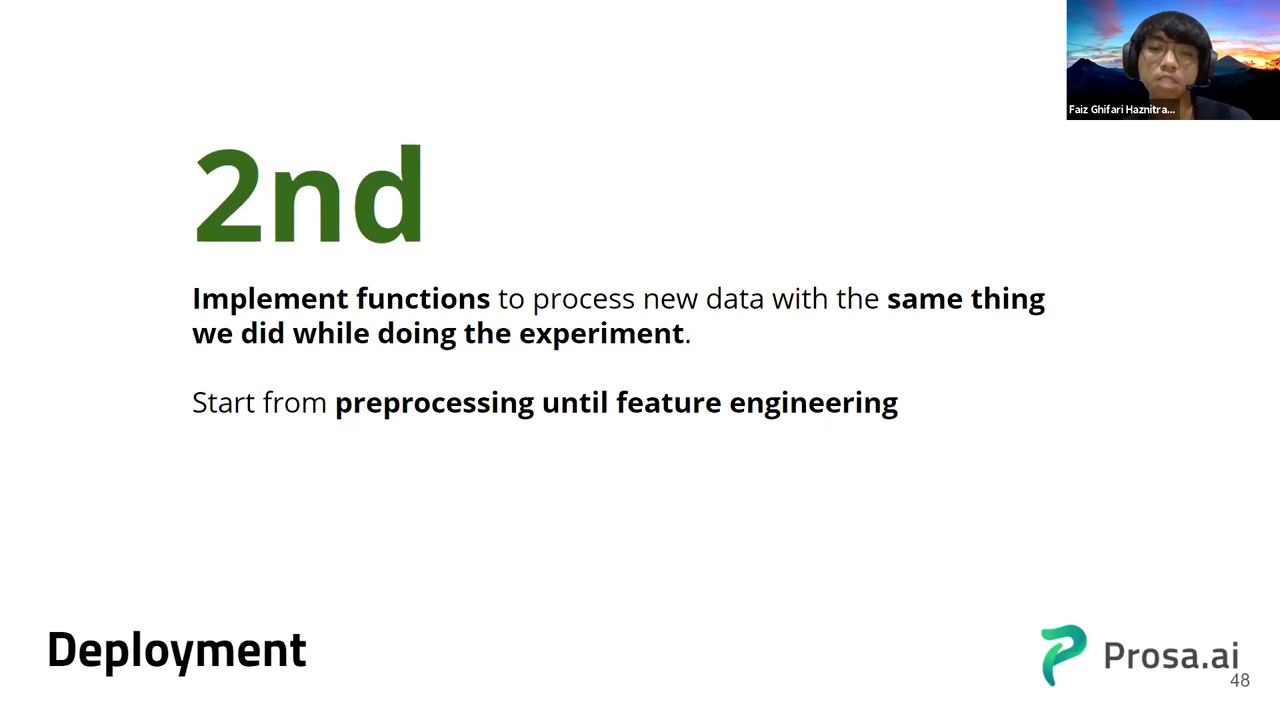 Faiz Ghifari Haznitra...
2nd
Implement functions to process new data with the same thing
we did while doing the experiment.
Start from preprocessing until feature engineering
Deployment
Prosa.ai
48